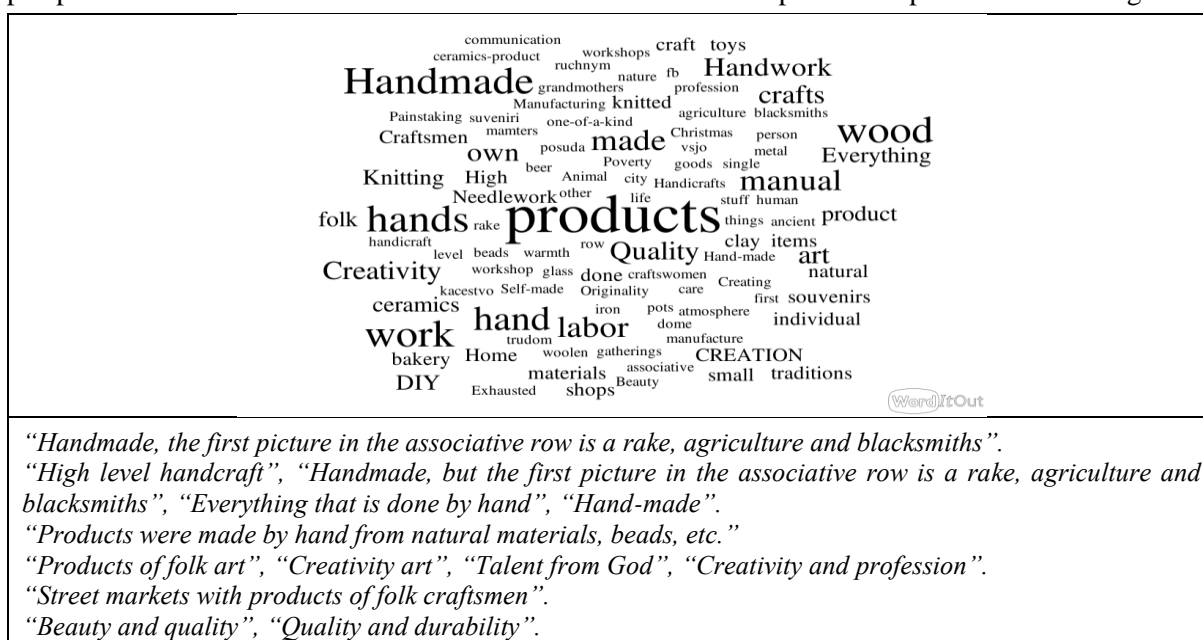 communication
ceramics-product workshops craft toys
ruchnym
Handmade nature fb Handwork
grandmothers profession crafts
Manufacturing knitted
Painstaking suveniri one-of-a-kind agriculture blacksmiths
Craftsmen mamters made Christmas person wood
own posuda vsjo metal Everything
beer Poverty goods single
Knitting High Animal city Handicrafts manual
Needlework other life stuff human
folk hands rake products things ancient product
handicraft row clay items
level beads warmth Quality Hand-made art
Creativity workshop glass done craftswomen Creating natural
kacestvo Self-made Originality care first souvenirs
ceramics iron pots atmosphere individual
work hand labor dome
trudom manufacture
bakery Home woolen gatherings CREATION
DIY materials associative small traditions
Exhausted shops Beauty
WordItOut
“Handmade, the first picture in the associative row is a rake, agriculture and blacksmiths”.
“High level handcraft”, “Handmade, but the first picture in the associative row is a rake, agriculture and
blacksmiths”, “Everything that is done by hand”, “Hand-made”.
“Products were made by hand from natural materials, beads, etc.”
“Products of folk art”, “Creativity art”, “Talent from God”, “Creativity and profession”.
“Street markets with products of folk craftsmen”.
“Beauty and quality”, “Quality and durability”.